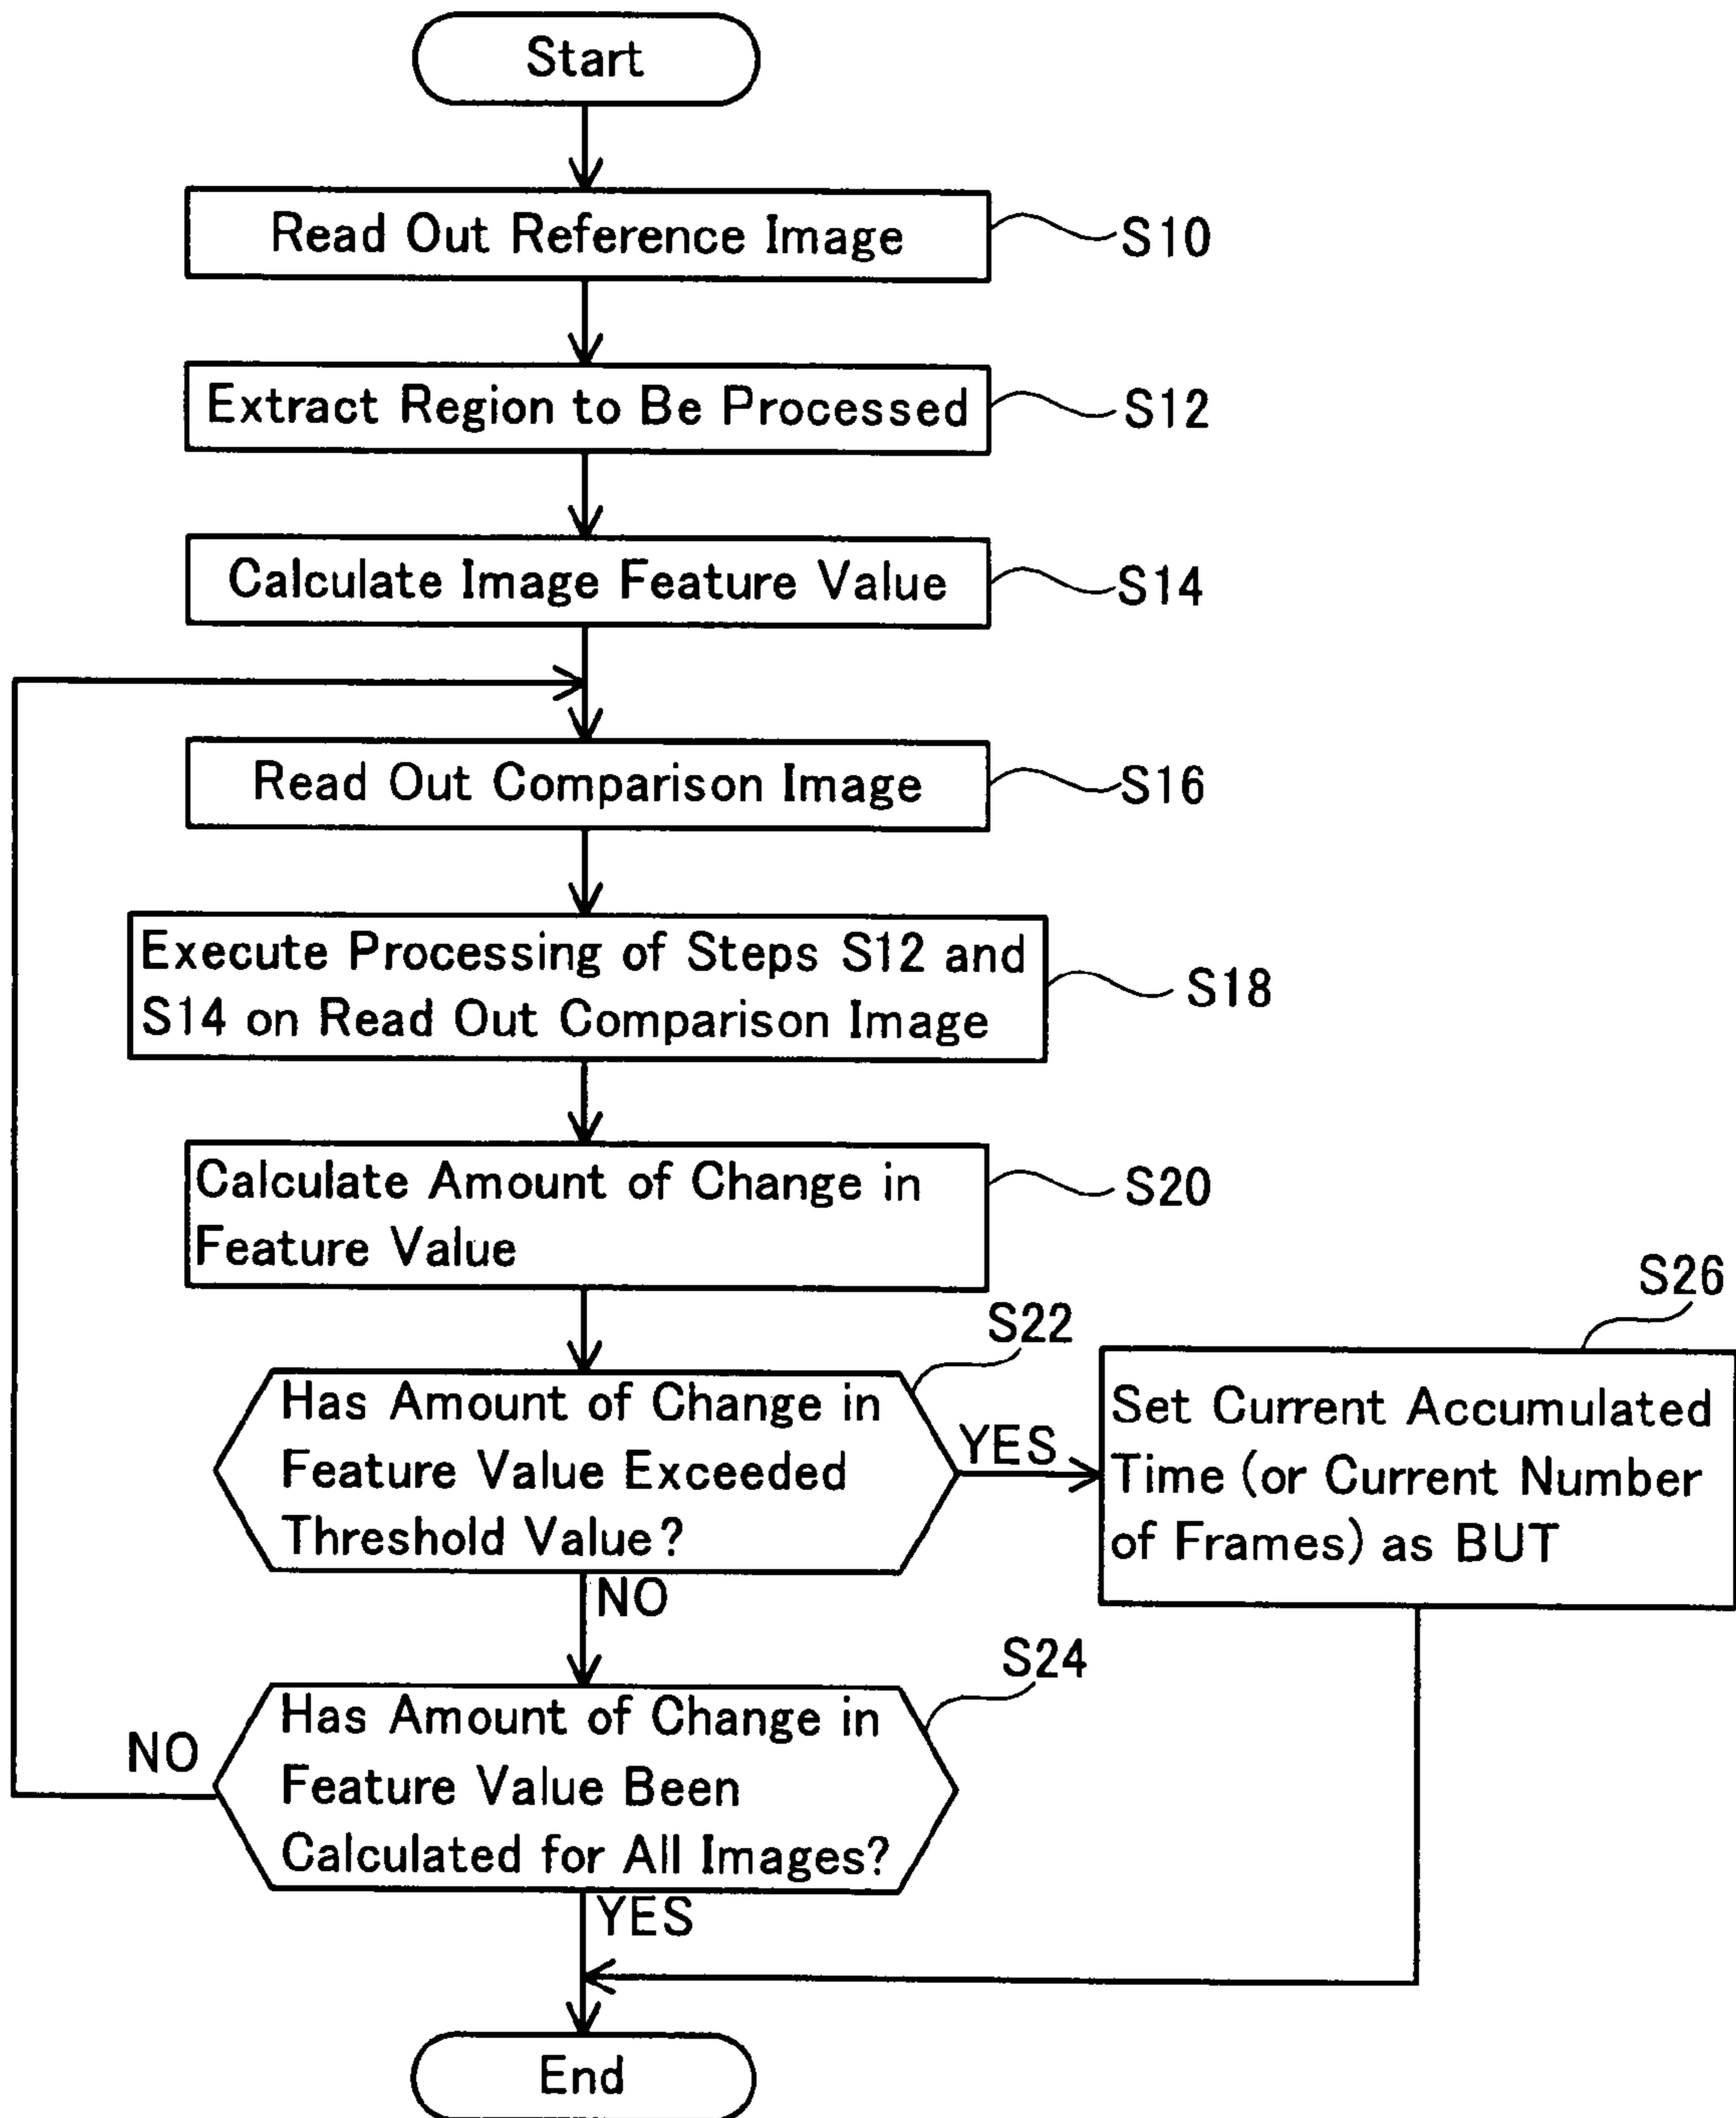 Start
Read Out Reference Image
S10
Extract Region to Be Processed
S12
Calculate Image Feature Value
S14
Read Out Comparison Image
S16
Execute Processing of Steps S12 and
S14 on Read Out Comparison Image
S18
Calculate Amount of Change in
Feature Value
S20
S22
Has Amount of Change in
Feature Value Exceeded
Threshold Value?
YES
S26
Set Current Accumulated
Time (or Current Number
of Frames) as BUT
NO
S24
Has Amount of Change in
Feature Value Been
Calculated for All Images?
NO
YES
End